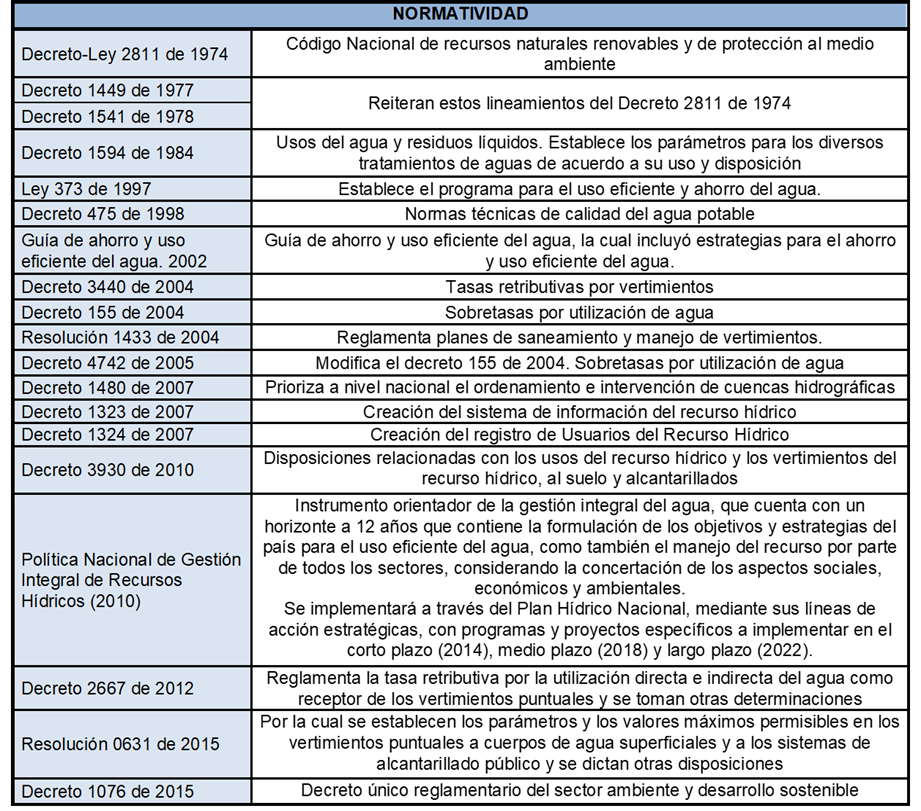 NORMATIVIDAD
Decreto-Ley 2811 de 1974
Código Nacional de recursos naturales renovables y de protección al medio
ambiente
Decreto 1449 de 1977
Decreto 1541 de 1978
Reiteran estos lineamientos del Decreto 2811 de 1974
Decreto 1594 de 1984
Usos del agua y residuos líquidos. Establece los parámetros para los diversos
tratamientos de aguas de acuerdo a su uso y disposición
Ley 373 de 1997
Establece el programa para el uso eficiente y ahorro del agua.
Decreto 475 de 1998
Normas técnicas de calidad del agua potable
Guía de ahorro y uso
eficiente del agua. 2002
Guía de ahorro y uso eficiente del agua, la cual incluyó estrategias para el ahorro
y uso eficiente del agua.
Decreto 3440 de 2004
Tasas retributivas por vertimientos
Decreto 155 de 2004
Sobretasas por utilización de agua
Resolución 1433 de 2004
Reglamenta planes de saneamiento y manejo de vertimientos.
Decreto 4742 de 2005
Modifica el decreto 155 de 2004. Sobretasas por utilización de agua
Decreto 1480 de 2007
Prioriza a nivel nacional el ordenamiento e intervención de cuencas hidrográficas
Decreto 1323 de 2007
Creación del sistema de información del recurso hídrico
Decreto 1324 de 2007
Creación del registro de Usuarios del Recurso Hídrico
Decreto 3930 de 2010
Disposiciones relacionadas con los usos del recurso hídrico y los vertimientos del
recurso hídrico, al suelo y alcantarillados
Política Nacional de Gestión
Integral de Recursos
Hídricos (2010)
Instrumento orientador de la gestión integral del agua, que cuenta con un
horizonte a 12 años que contiene la formulación de los objetivos y estrategias del
país para el uso eficiente del agua, como también el manejo del recurso por parte
de todos los sectores, considerando la concertación de los aspectos sociales,
económicos y ambientales.
Se implementará a través del Plan Hídrico Nacional, mediante sus líneas de
acción estratégicas, con programas y proyectos específicos a implementar en el
corto plazo (2014), medio plazo (2018) y largo plazo (2022).
Decreto 2667 de 2012
Reglamenta la tasa retributiva por la utilización directa e indirecta del agua como
receptor de los vertimientos puntuales y se toman otras determinaciones
Resolución 0631 de 2015
Por la cual se establecen los parámetros y los valores máximos permisibles en los
vertimientos puntuales a cuerpos de agua superficiales y a los sistemas de
alcantarillado público y se dictan otras disposiciones
Decreto 1076 de 2015
Decreto único reglamentario del sector ambiente y desarrollo sostenible